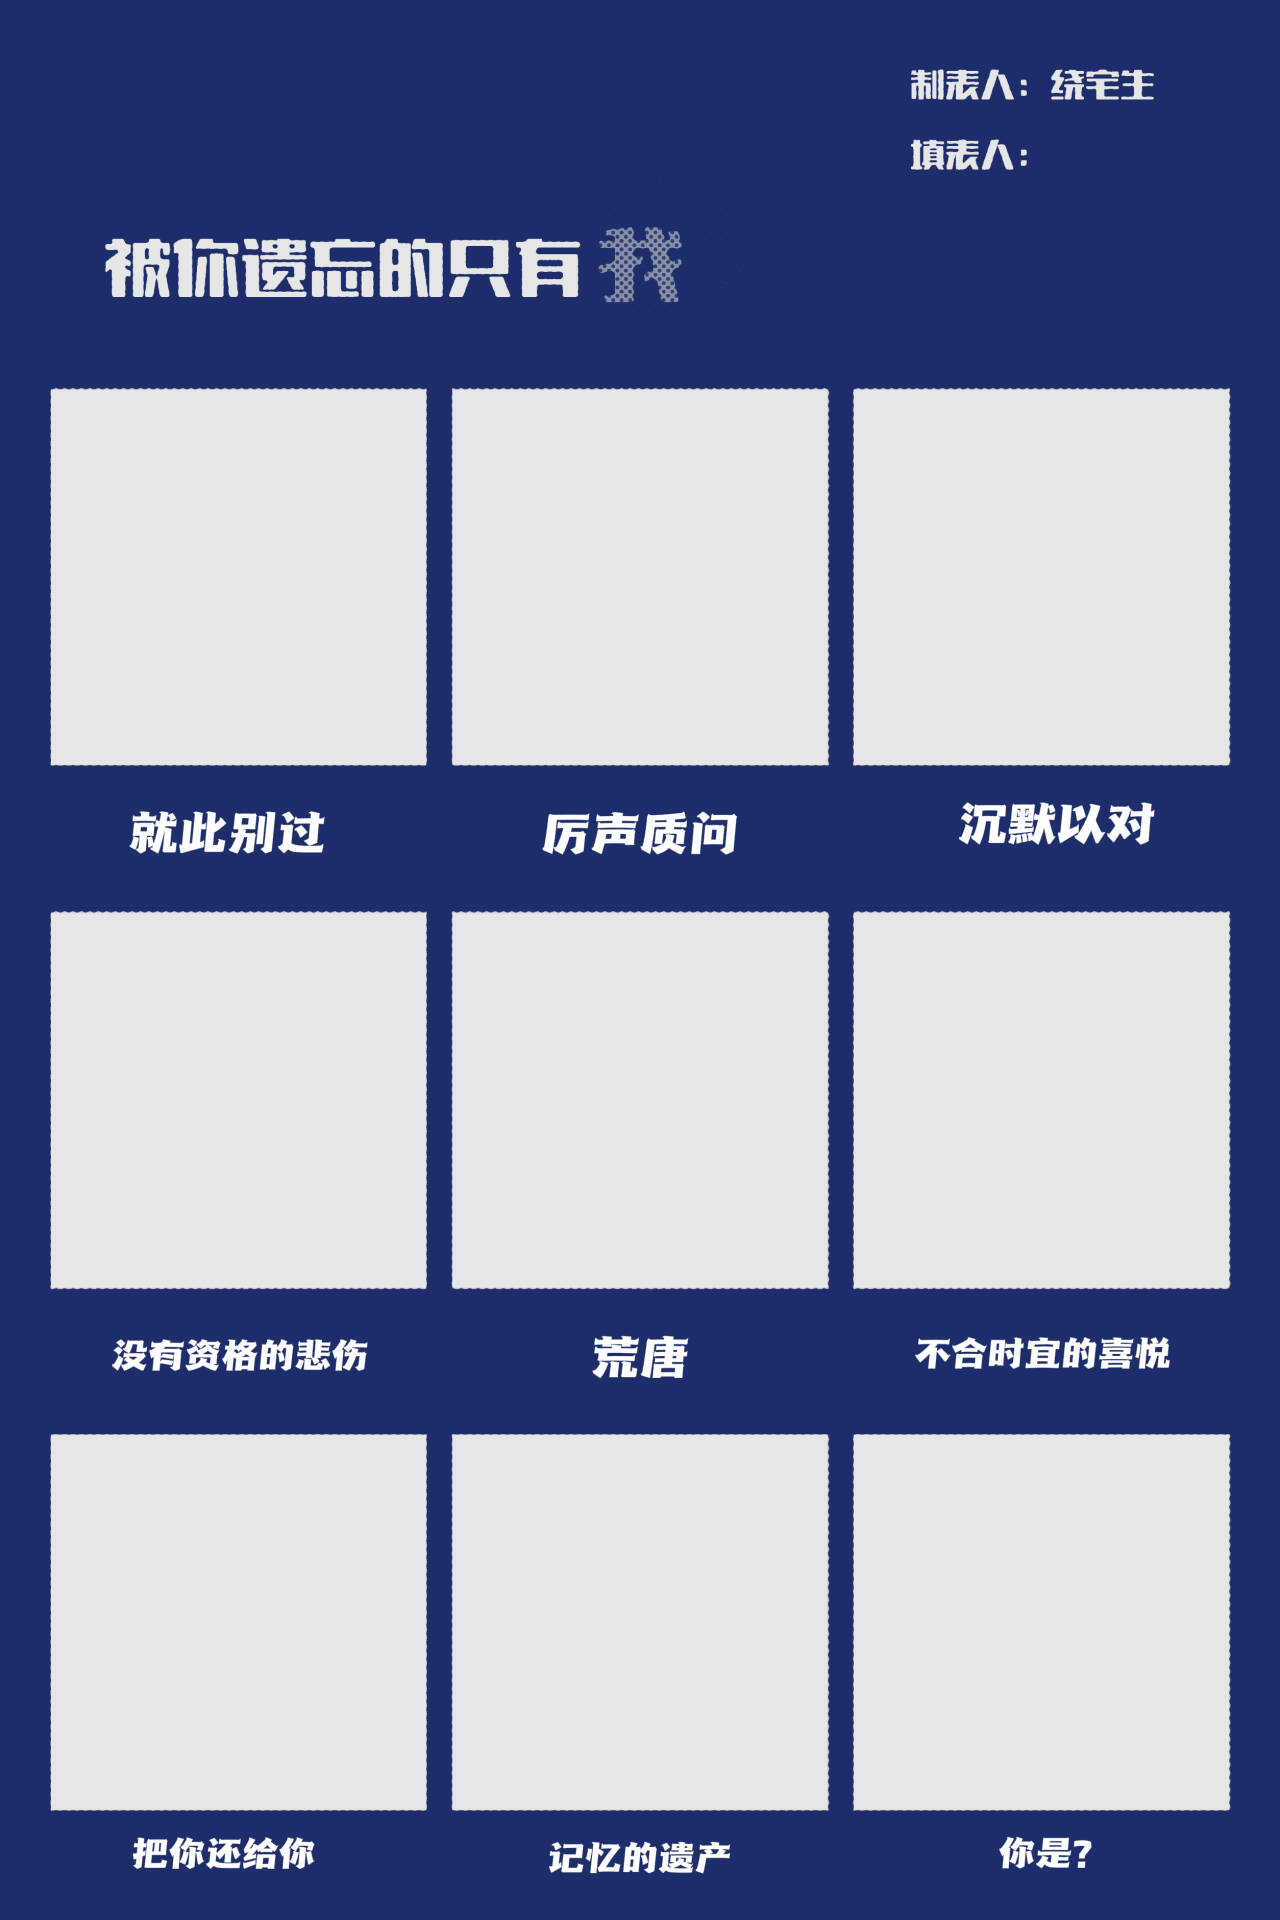 制表人：绕宅生
填表人：
被你遗忘的只有我
就此别过
厉声质问
沉默以对
没有资格的悲伤
荒唐
不合时宜的喜悦
把你还给你
记忆的遗产
你是?